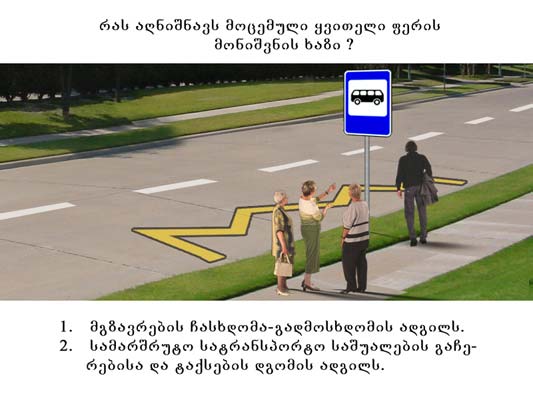 რას აღნიშნავს მოცემული ყვითელი ფერის
მონიშვნის ხაზი ?
1. მგზავრების ჩასხდომა-გადმოსხდომის ადგილს.
2. სამარშრუტო სატრანსპორტო საშუალების გაჩე-
რებისა და ტაქსების დგომის ადგილს.